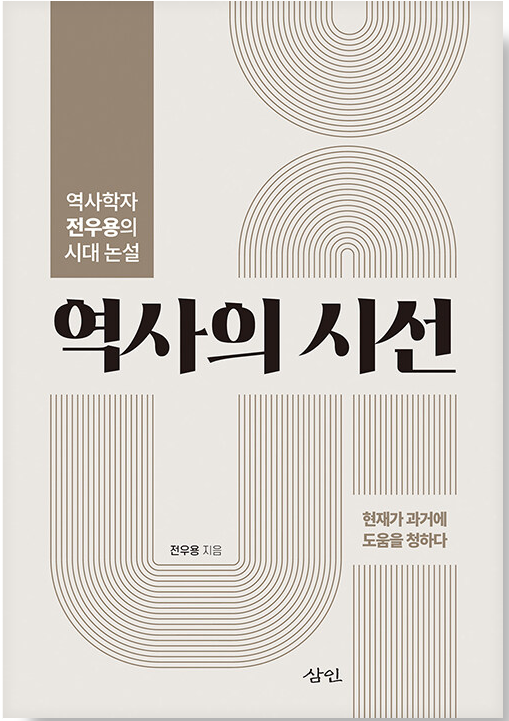 역사학자
전우용의
시대 논설
역사의 시선
현재가 과거에
도움을 청하다
전우용 지음
삼인